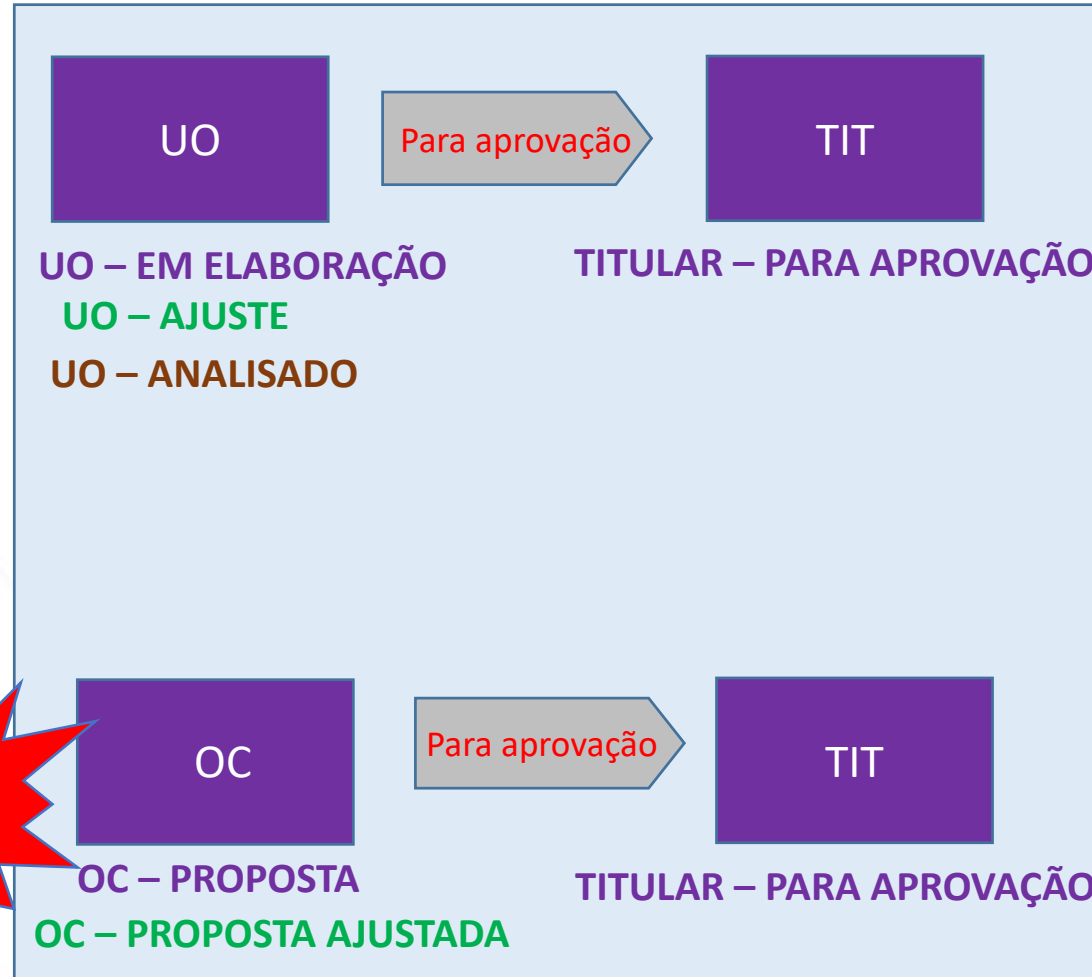 UO
Para aprovação
TIT
UO – EM ELABORAÇÃO
TITULAR – PARA APROVAÇÃO
UO – AJUSTE
UO – ANALISADO
OC
Para aprovação
TIT
OC – PROPOSTA
TITULAR – PARA APROVAÇÃO
OC – PROPOSTA AJUSTADA